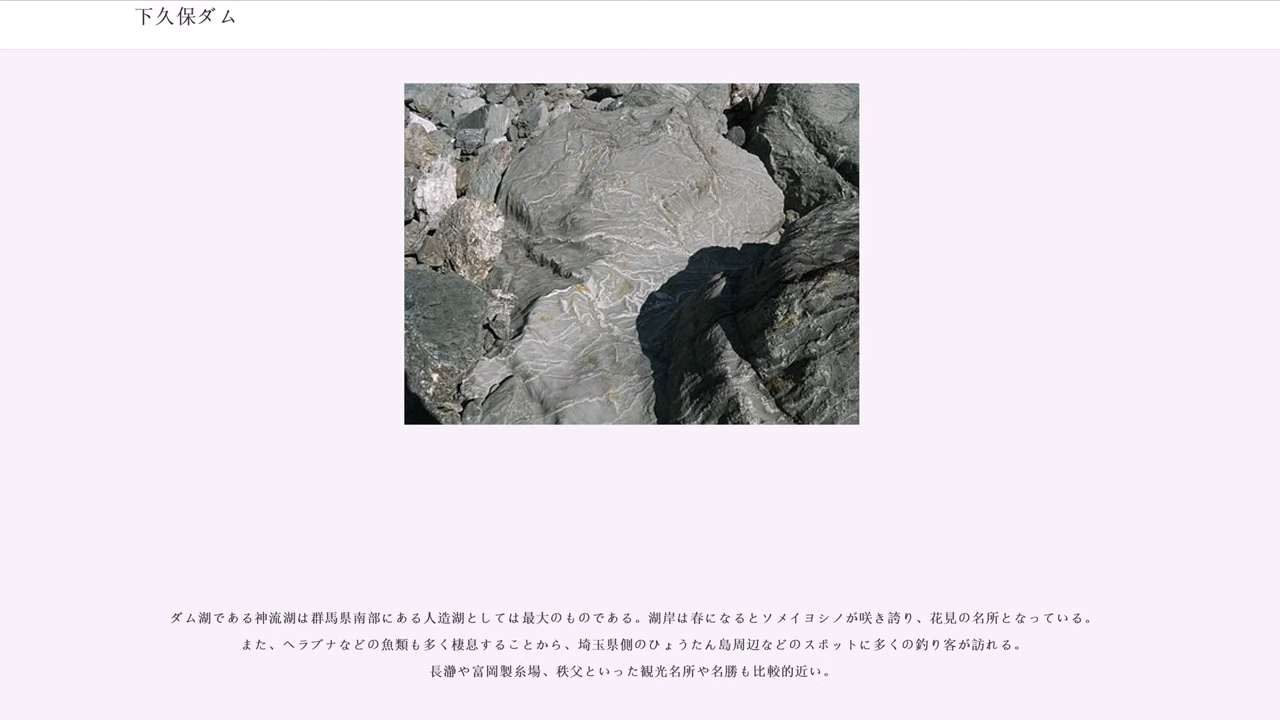 下久保ダム
ダム湖である神流湖は群馬県南部にある人造湖としては最大のものである。湖岸は春になるとソメイヨシノが咲き誇り、花見の名所となっている。
また、ヘラブナなどの魚類も多く棲息することから、埼玉県側のひょうたん島周辺などのスポットに多くの釣り客が訪れる。
長瀞や富岡製糸場、秩父といった観光名所や名勝も比較的近い。